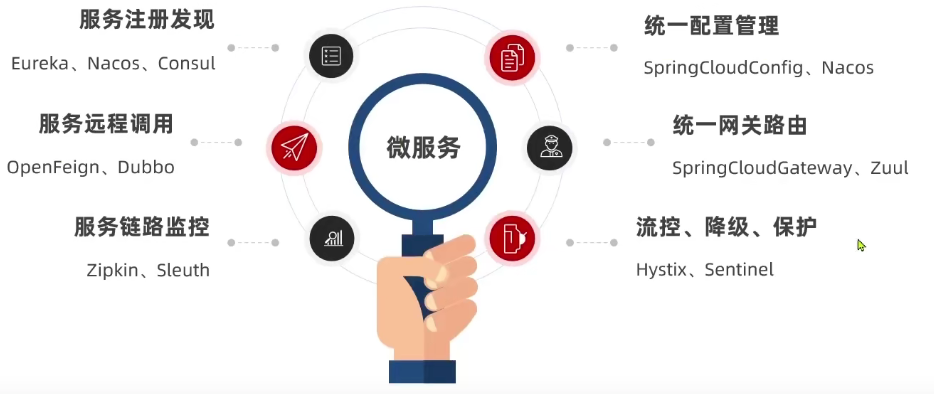 服务注册发现
Eureka、Nacos、Consul
统一配置管理
SpringCloudConfig、Nacos
服务远程调用
OpenFeign、Dubbo
微服务
统一网关路由
SpringCloudGateway、Zuul
服务链路监控
Zipkin、Sleuth
流控、降级、保护
Hystix、Sentinel